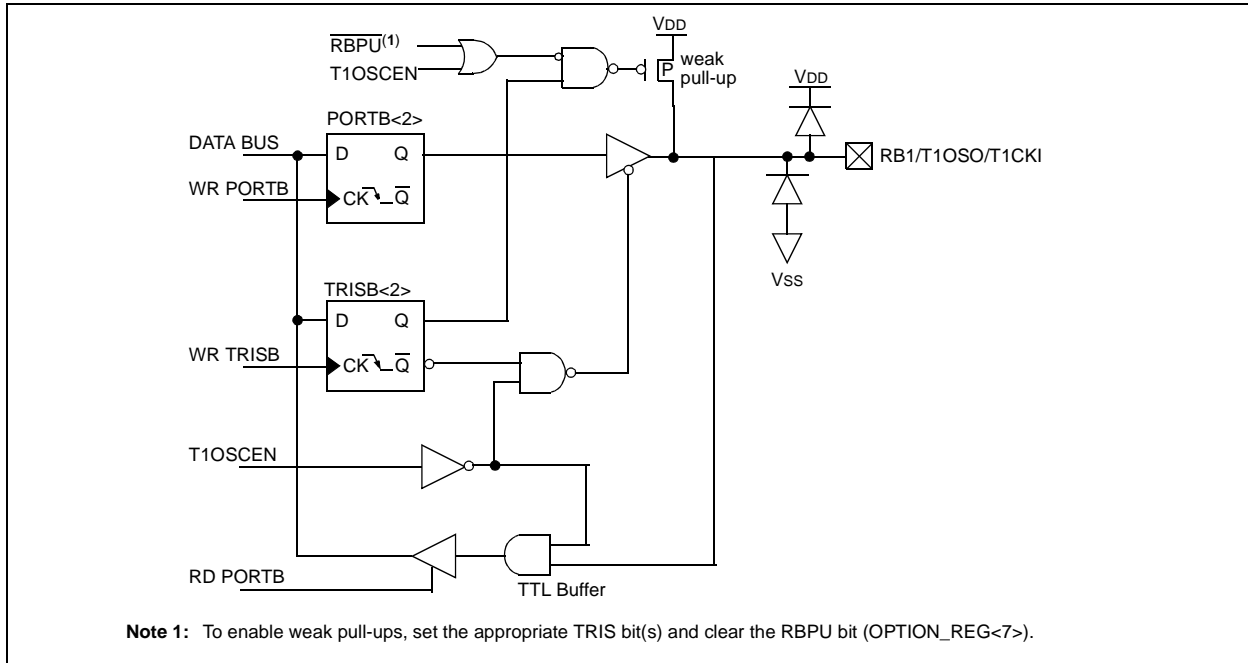 VDD
RBPU(1)
T1OSCEN
P
weak
pull-up
VDD
PORTB<2>
DATA BUS
D Q
RB1/T1OSO/T1CKI
WR PORTB
CK Q
VSS
TRISB<2>
D Q
WR TRISB
CK Q
T1OSCEN
RD PORTB
TTL Buffer
Note 1: To enable weak pull-ups, set the appropriate TRIS bit(s) and clear the RBPU bit (OPTION_REG<7>).